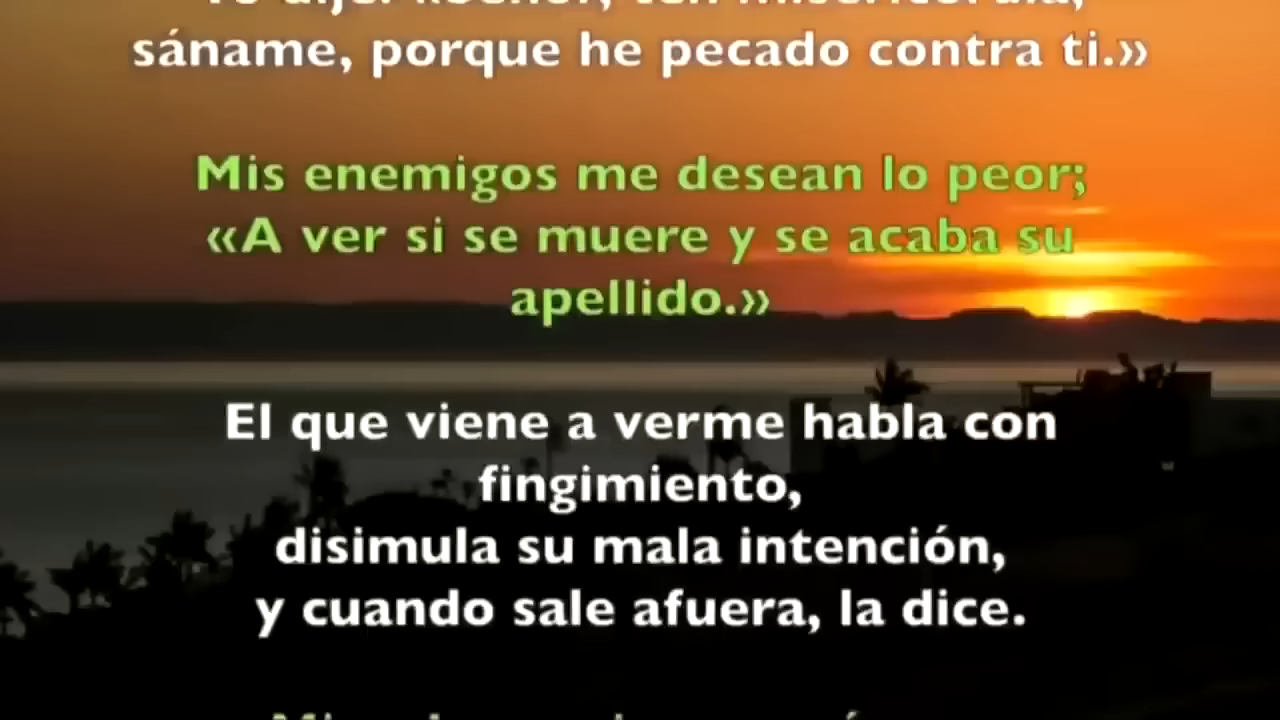 sáname, porque he pecado contra ti.»
Mis enemigos me desean lo peor;
«A ver si se muere y se acaba su
apellido.»
El que viene a verme habla con
fingimiento,
disimula su mala intención,
y cuando sale afuera, la dice.